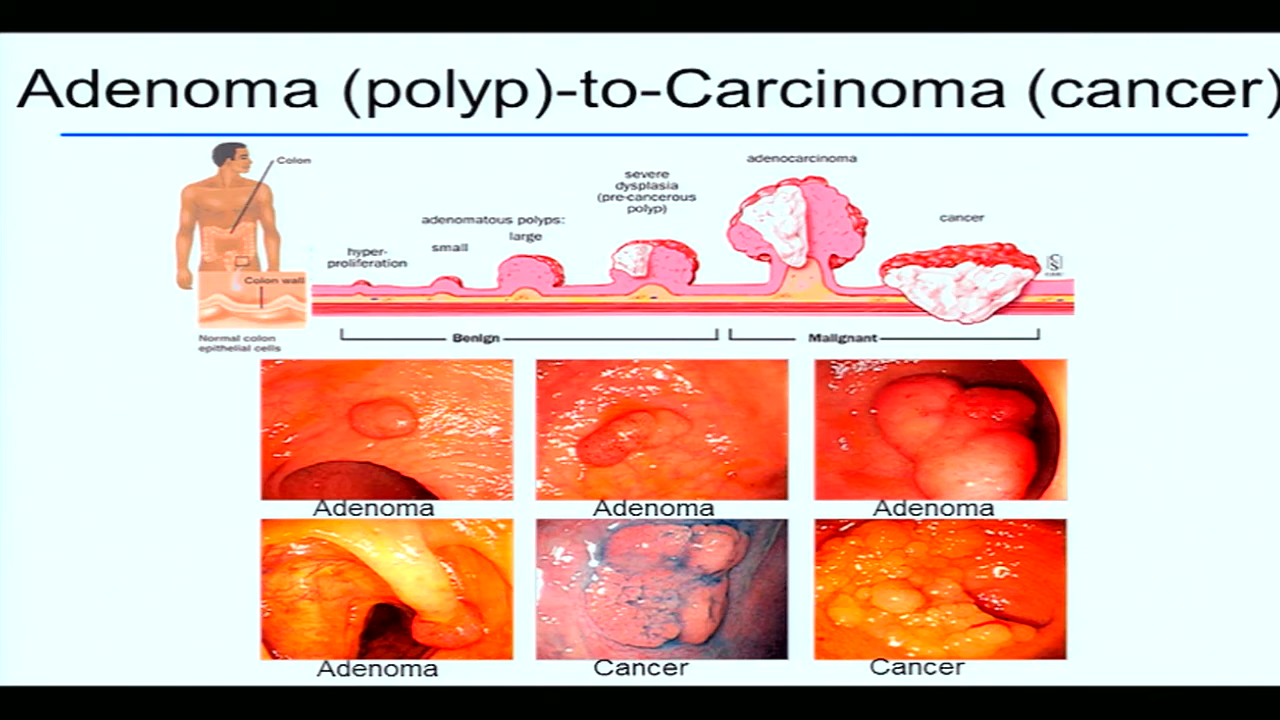 Adenoma (polyp)-to-Carcinoma (cancer)
Colon
Colon wall
Normal colon
epithelial cells
hyper-
proliferation
adenomatous polyps:
small
large
severe
dysplasia
(pre-cancerous
polyp)
adenocarcinoma
cancer
Benign
Malignant
Adenoma
Adenoma
Adenoma
Adenoma
Cancer
Cancer